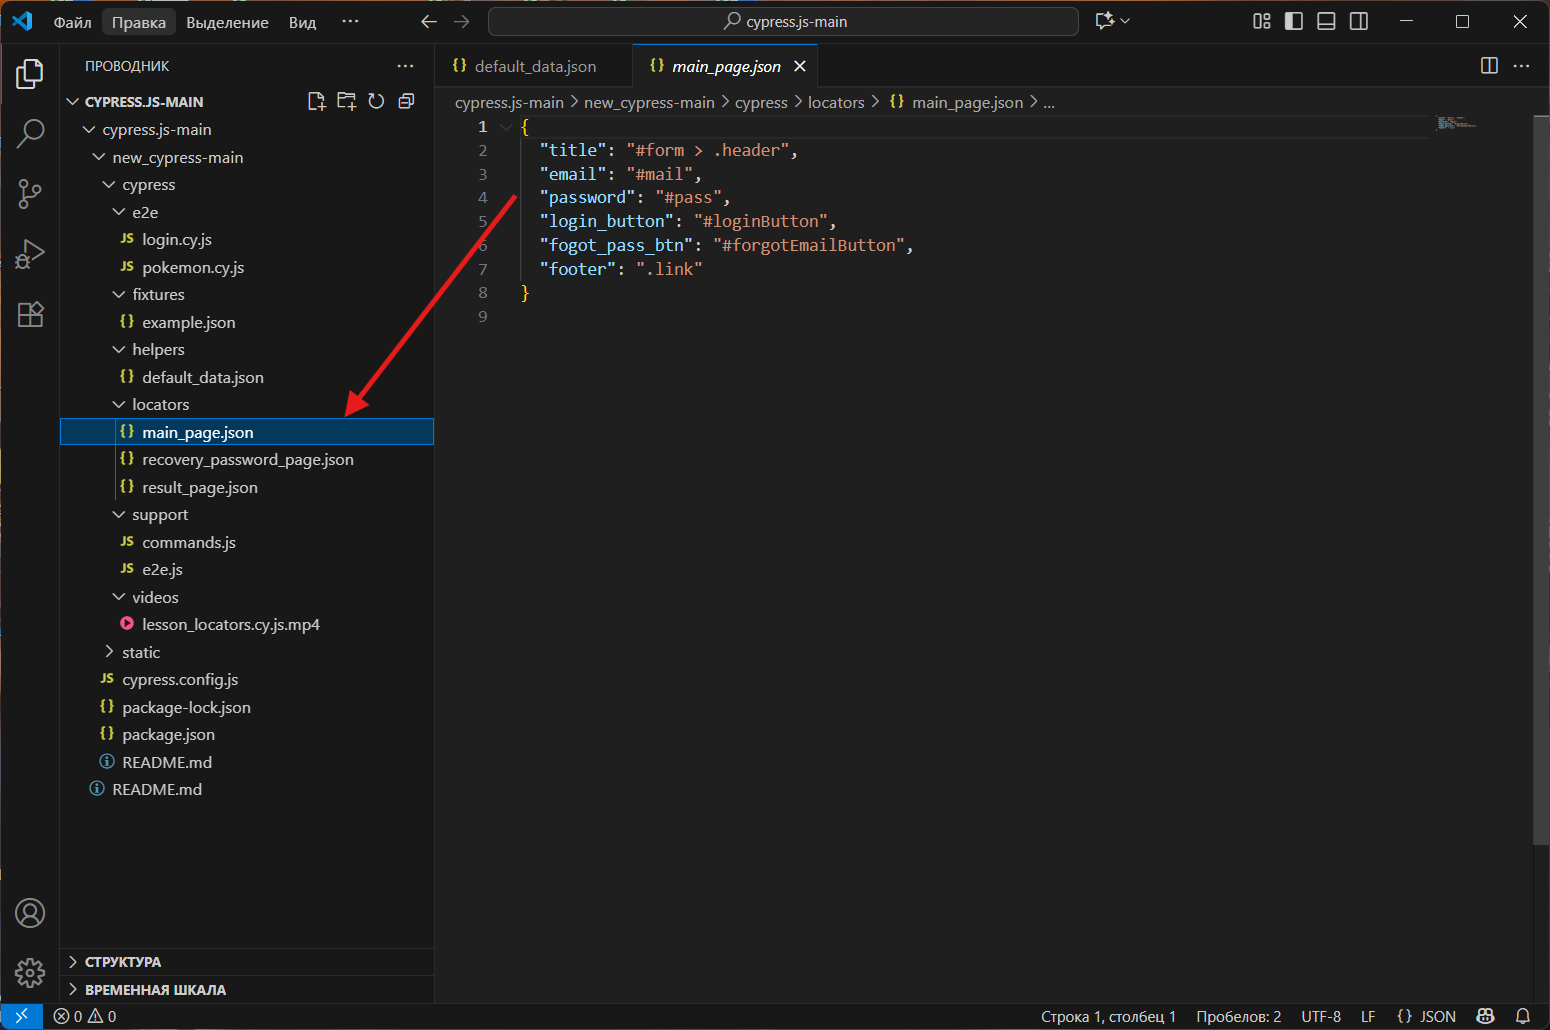 Файл Правка Выделение Вид ··· cypress.js-main
ПРОВОДНИК ···
CYPRESS.JS-MAIN
cypress.js-main
new_cypress-main
cypress
e2e
JS login.cy.js
JS pokemon.cy.js
fixtures
{} example.json
helpers
{} default_data.json
locators
{} main_page.json
{} recovery_password_page.json
{} result_page.json
support
JS commands.js
JS e2e.js
videos
lesson_locators.cy.js.mp4
static
JS cypress.config.js
{} package-lock.json
{} package.json
README.md
README.md
СТРУКТУРА
ВРЕМЕННАЯ ШКАЛА
{} default_data.json {} main_page.json
cypress.js-main > new_cypress-main > cypress > locators > {} main_page.json > ...
1 {
2 "title": "#form > .header",
3 "email": "#mail",
4 "password": "#pass",
5 "login_button": "#loginButton",
6 "fogot_pass_btn": "#forgotEmailButton",
7 "footer": ".link"
8 }
9
0 0 Строка 1, столбец 1 Пробелов: 2 UTF-8 LF {} JSON